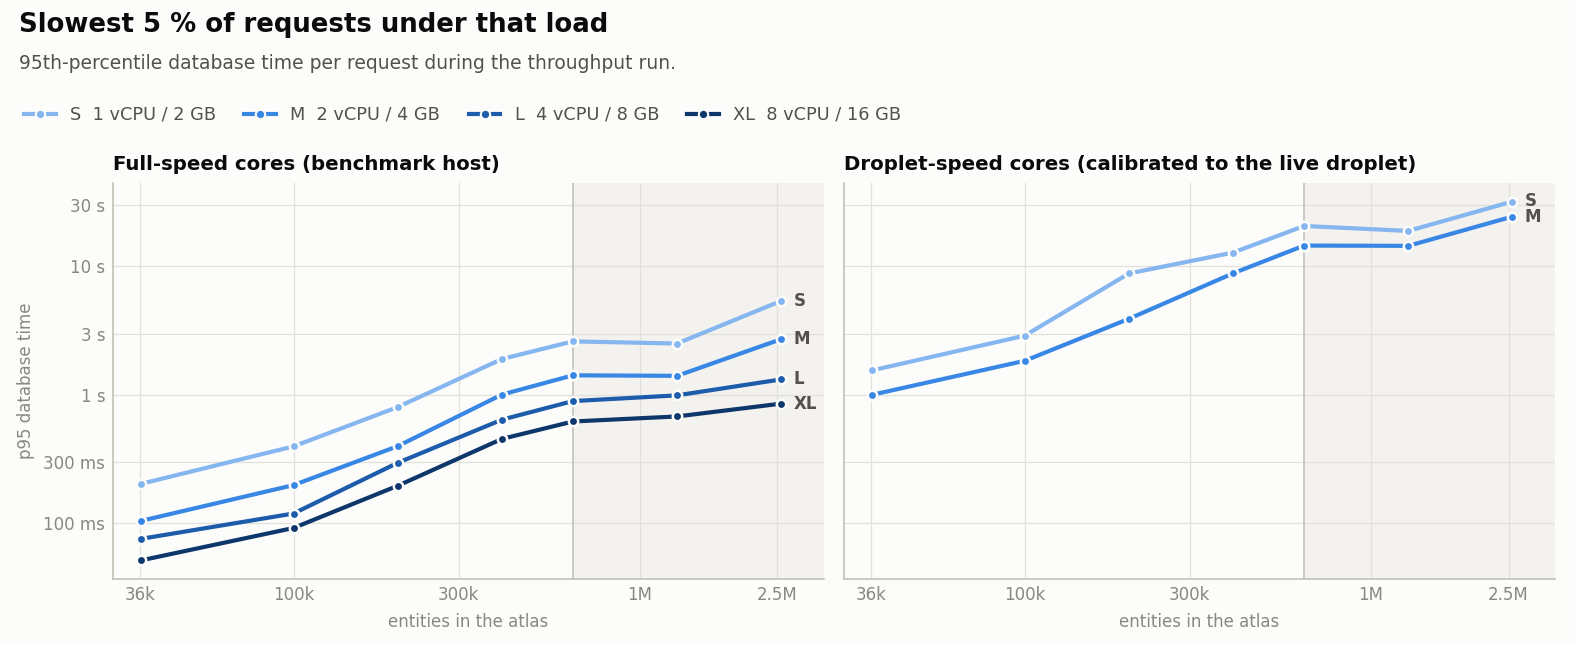 Slowest 5 % of requests under that load
95th-percentile database time per request during the throughput run.
S 1 vCPU / 2 GB M 2 vCPU / 4 GB L 4 vCPU / 8 GB XL 8 vCPU / 16 GB
Full-speed cores (benchmark host)
30 s
10 s
3 s
1 s
300 ms
100 ms
p95 database time
S
M
L
XL
36k 100k 300k 1M 2.5M
entities in the atlas
Droplet-speed cores (calibrated to the live droplet)
S
M
36k 100k 300k 1M 2.5M
entities in the atlas